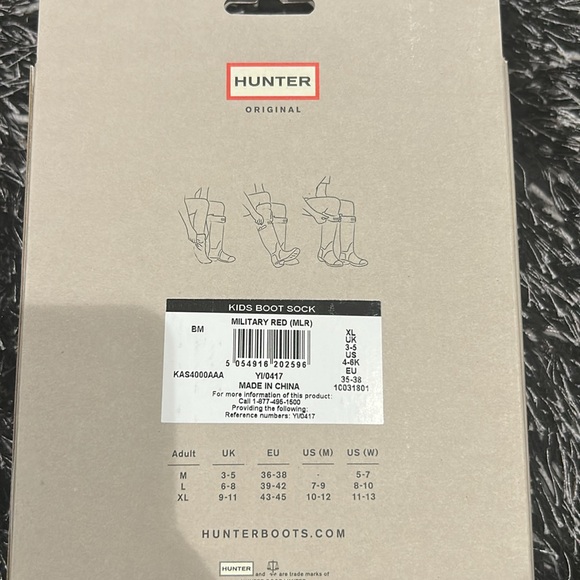 HUNTER
ORIGINAL
KIDS BOOT SOCK
MILITARY RED (MLR)
BM
5 054916 202596
KAS4000AAA
YI/0417
MADE IN CHINA
XL
UK
3-5
US
4-6K
EU
35-38
1C031801
For more information of this product:
Call 1-877-495-1500
Providing the following:
Reference numbers: YI/0417
Adult UK EU US (M) US (W)
M 3-5 36-38 - 5-7
L 6-8 39-42 7-9 8-10
XL 9-11 43-45 10-12 11-13
HUNTERBOOTS.COM
HUNTER and are trade marks of